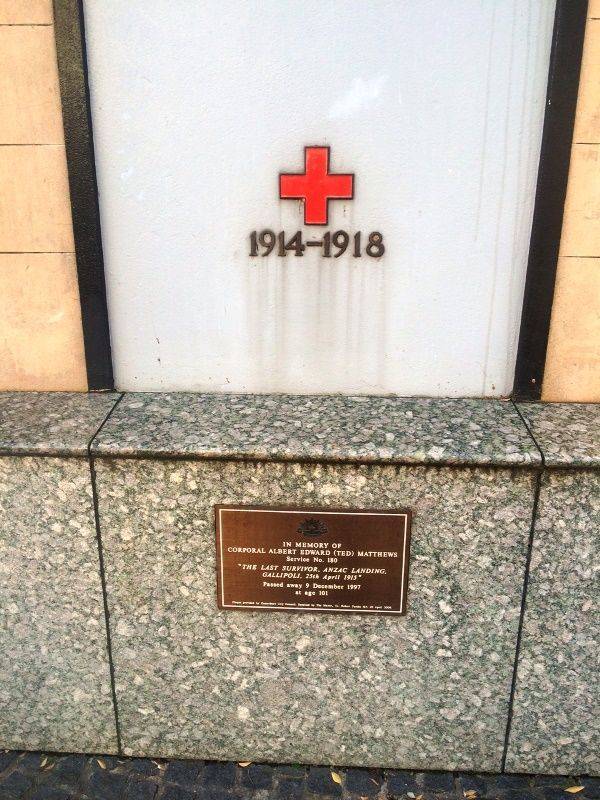 1914-1918
IN MEMORY OF
CORPORAL ALBERT EDWARD (TED) MATTHEWS
Service No. 180
"THE LAST SURVIVOR, ANZAC LANDING,
GALLIPOLI, 25th April 1915"
Passed away 9 December 1997
at age 101